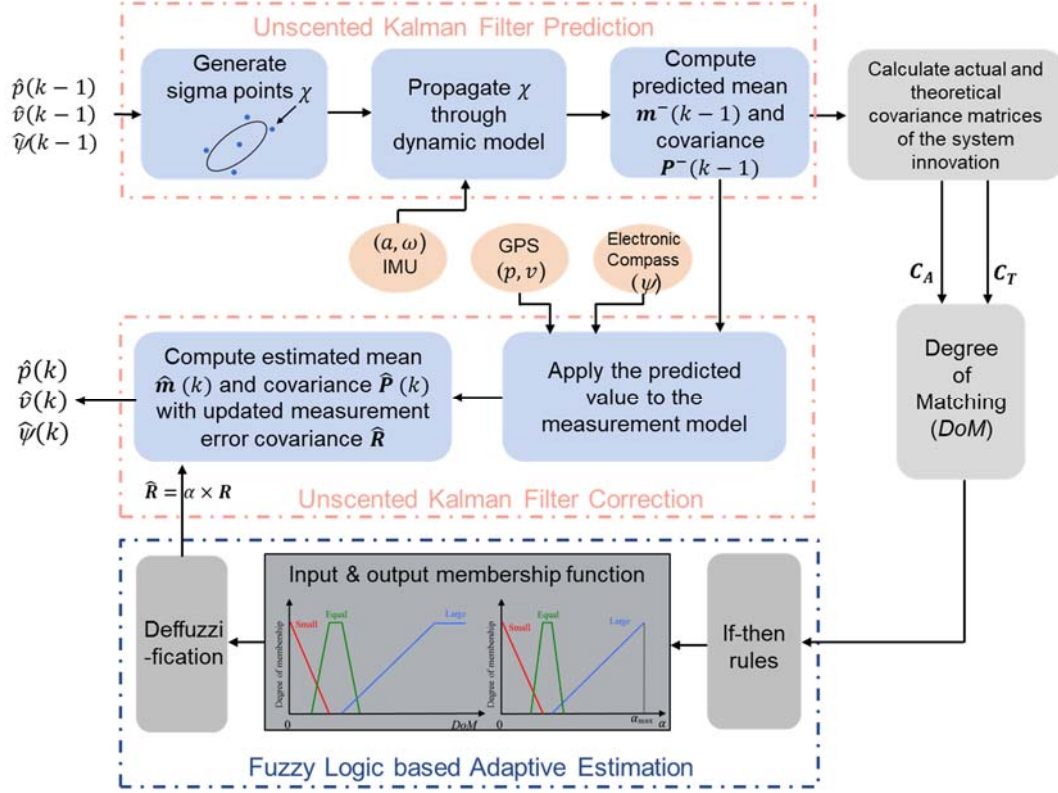 Unscented Kalman Filter Prediction
p̂(k − 1)
v̂(k − 1)
ψ̂(k − 1)
Generate
sigma points χ
Propagate χ
through
dynamic model
Compute
predicted mean
m⁻(k − 1) and
covariance
P⁻(k − 1)
Calculate actual and
theoretical
covariance matrices
of the system
innovation
(a, ω)
IMU
GPS
(p, v)
Electronic
Compass
(ψ)
C_A
C_T
p̂(k)
v̂(k)
ψ̂(k)
Compute estimated mean
m̂ (k) and covariance P̂ (k)
with updated measurement
error covariance R̂
Apply the predicted
value to the
measurement model
Degree
of
Matching
(DoM)
R̂ = α × R
Unscented Kalman Filter Correction
Deffuzzi
-fication
Input & output membership function
Degree of membership
Small
Equal
Large
0
DoM
Degree of membership
Small
Equal
Large
0
α_max
α
If-then
rules
Fuzzy Logic based Adaptive Estimation